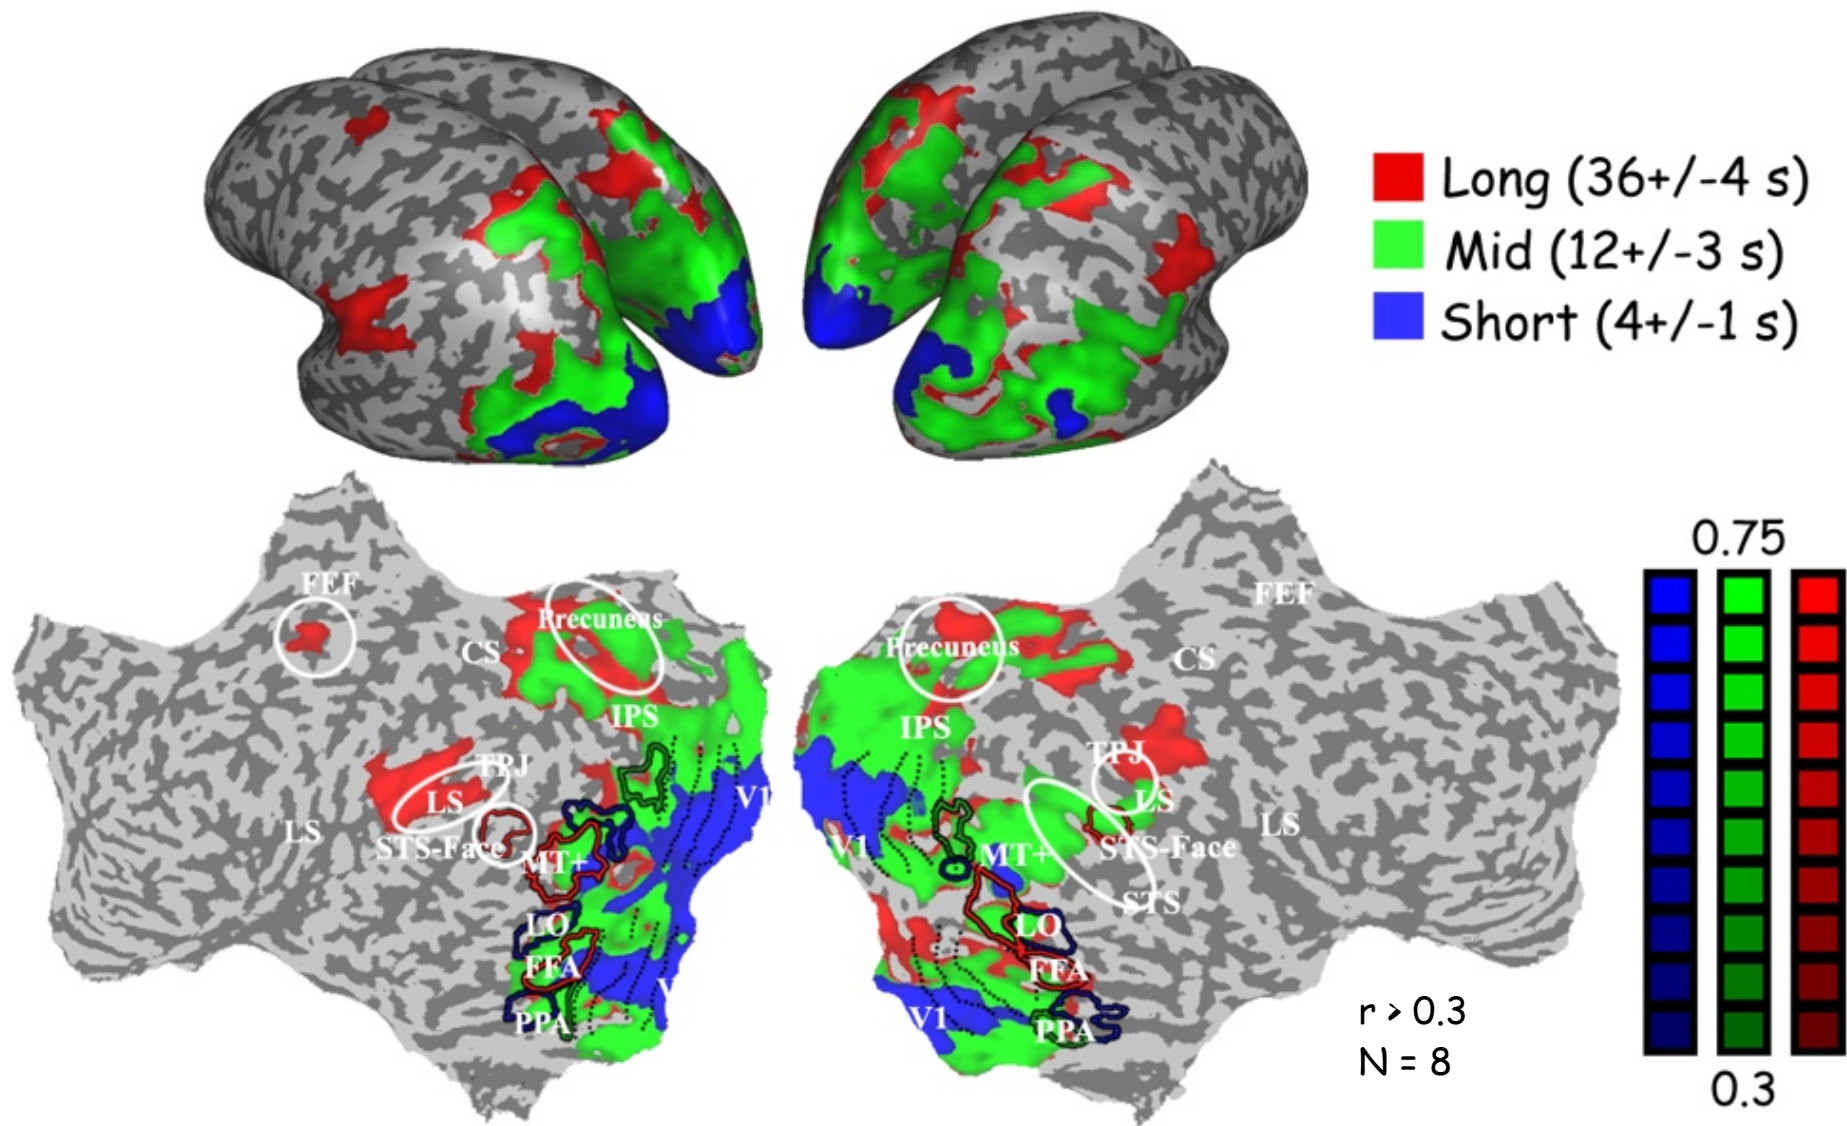 Long (36+/-4 s)
Mid (12+/-3 s)
Short (4+/-1 s)
0.75
FEF
Precuneus
CS
IPS
TPJ
LS
LS
STS-Face
MT+
V1
LO
FFA
V
PPA
FEF
Precuneus
CS
IPS
TPJ
LS
LS
V1
MT+
STS-Face
STS
LO
FFA
V1
PPA
r > 0.3
N = 8
0.3